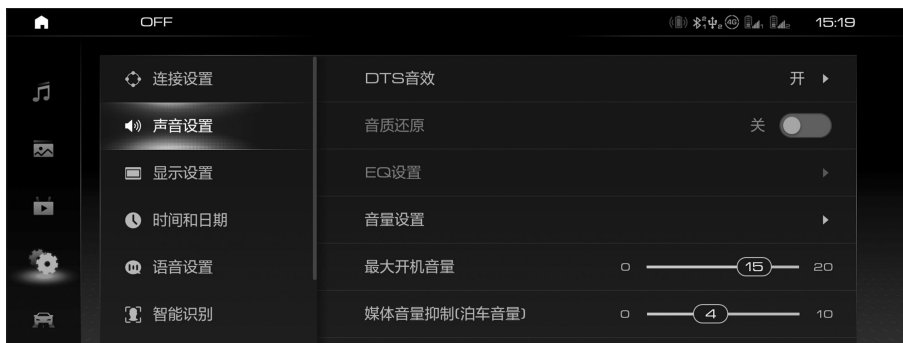 OFF 4G 15:19
连接设置
声音设置
显示设置
时间和日期
语音设置
智能识别
DTS音效 开
音质还原 关
EQ设置
音量设置
最大开机音量 0 15 20
媒体音量抑制(泊车音量) 0 4 10